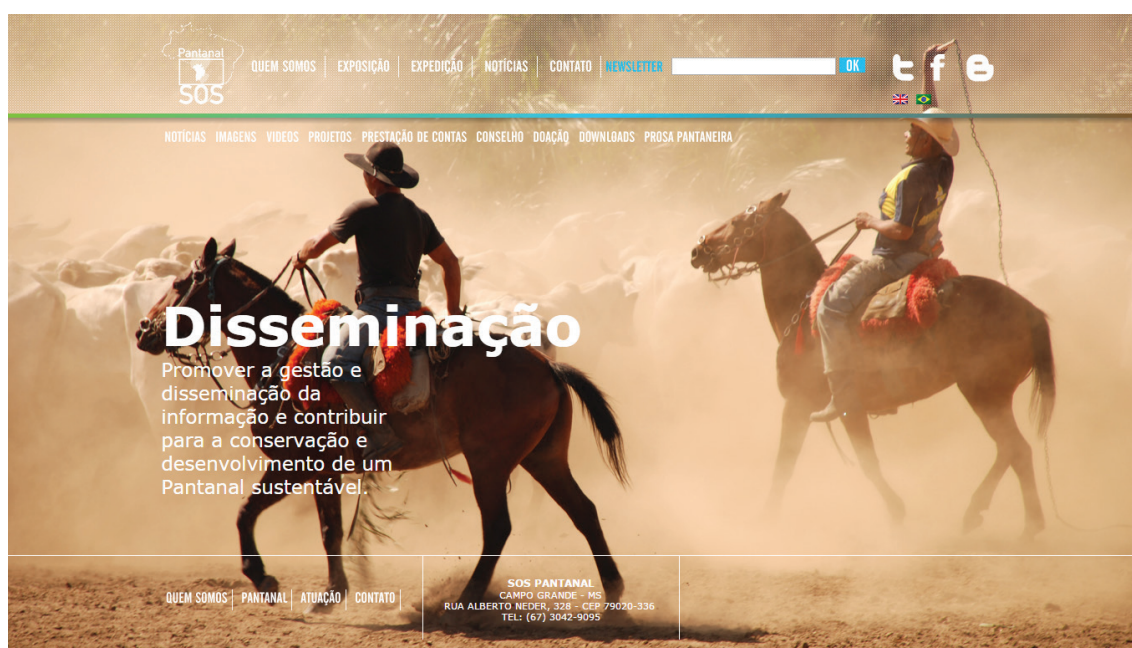 Pantanal
SOS
QUEM SOMOS
EXPOSIÇÃO
EXPEDIÇÃO
NOTÍCIAS
CONTATO
NEWSLETTER
OK
NOTÍCIAS IMAGENS VIDEOS PROJETOS PRESTAÇÃO DE CONTAS CONSELHO DOAÇÃO DOWNLOADS PROSA PANTANEIRA
Disseminação
Promover a gestão e
disseminação da
informação e contribuir
para a conservação e
desenvolvimento de um
Pantanal sustentável.
QUEM SOMOS
PANTANAL
ATUAÇÃO
CONTATO
SOS PANTANAL
CAMPO GRANDE - MS
RUA ALBERTO NEDER, 328 - CEP 79020-336
TEL: (67) 3042-9095